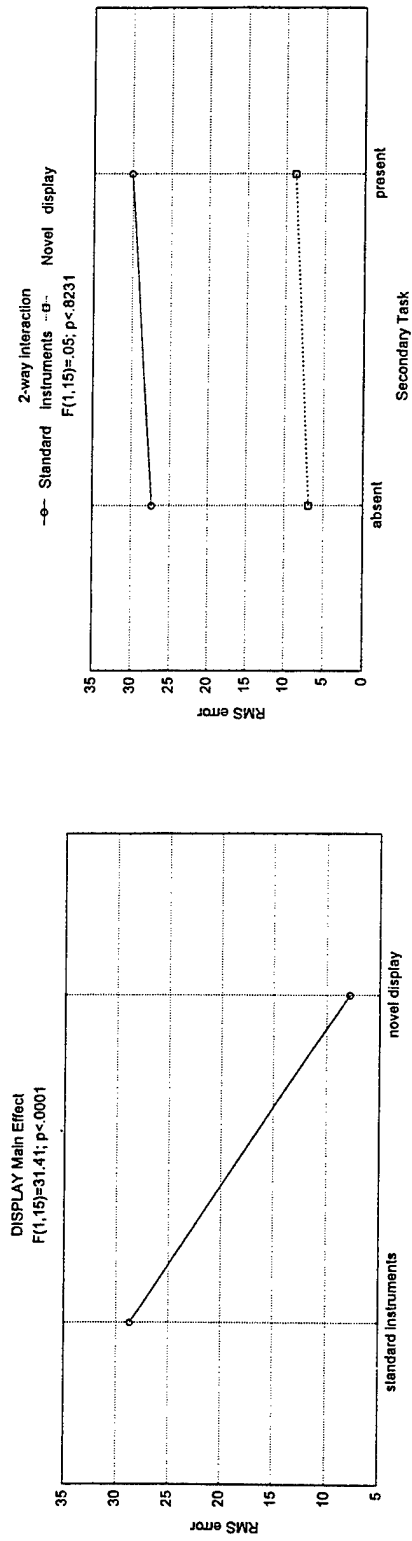 DISPLAY Main Effect
F(1,15)=31.41; p<.0001
35
30
25
20
15
10
5
RMS error
standard instruments
novel display
2-way interaction
Standard Instruments Novel display
F(1,15)=.05; p<.8231
35
30
25
20
15
10
5
0
RMS error
absent
present
Secondary Task